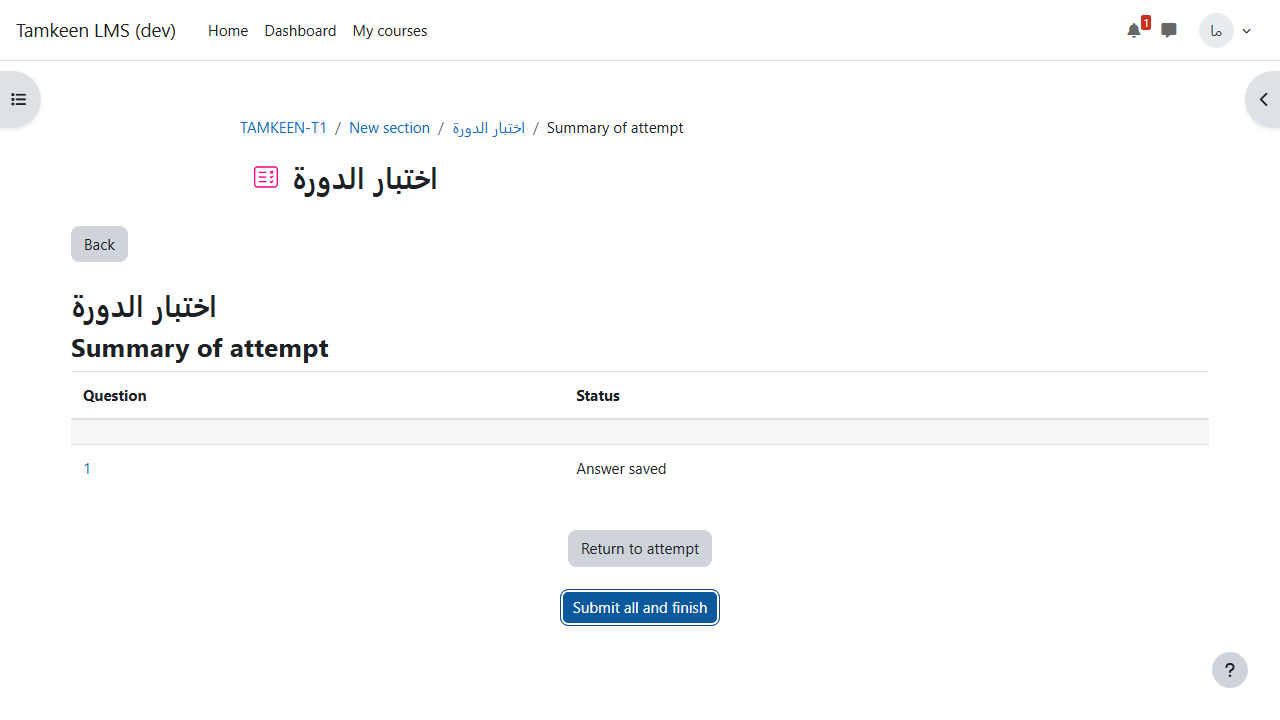 Tamkeen LMS (dev) Home Dashboard My courses 1 ما
TAMKEEN-T1 / New section / اختبار الدورة / Summary of attempt
اختبار الدورة
Back
اختبار الدورة
Summary of attempt
Question Status
1 Answer saved
Return to attempt
Submit all and finish
?